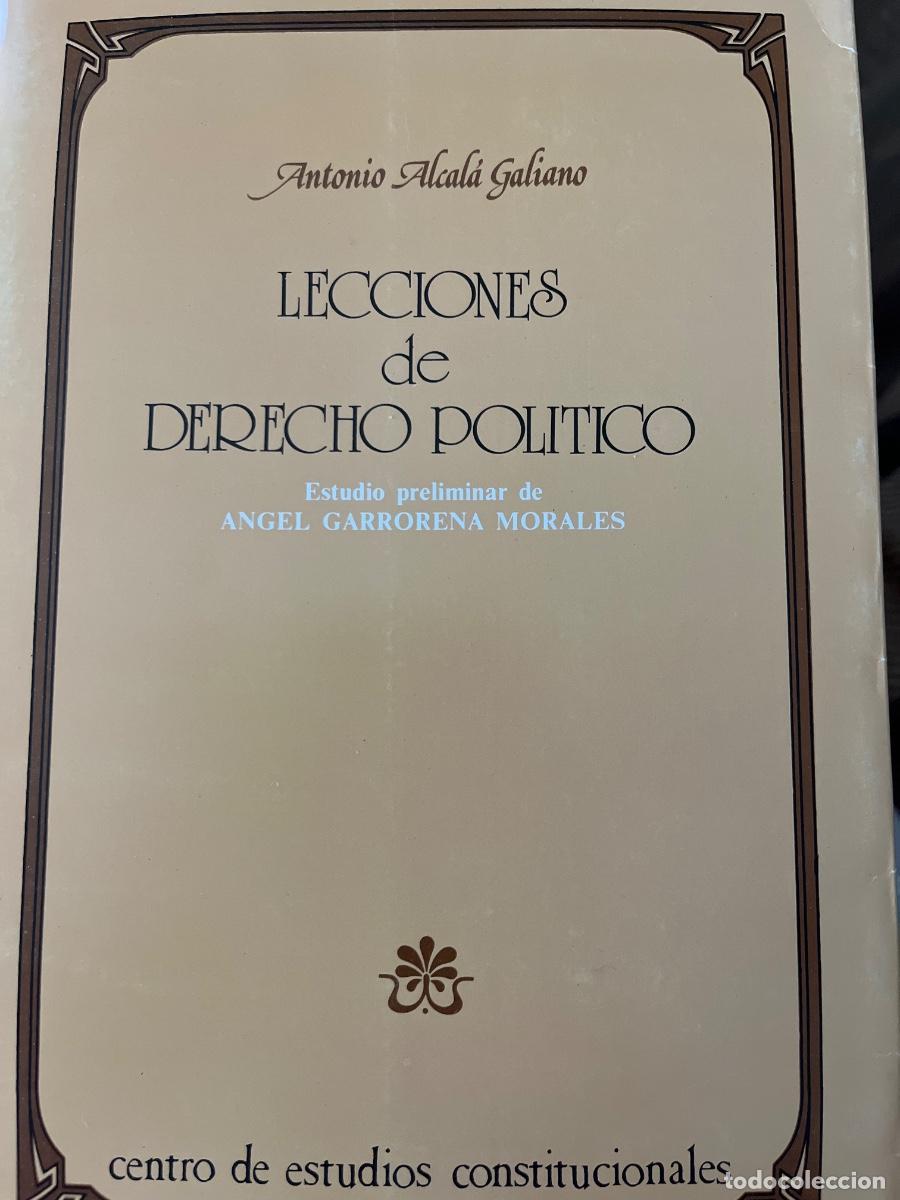 Antonio Alcalá Galiano
LECCIONES
de
DERECHO POLITICO
Estudio preliminar de
ANGEL GARRORENA MORALES
centro de estudios constitucionales
todocoleccion